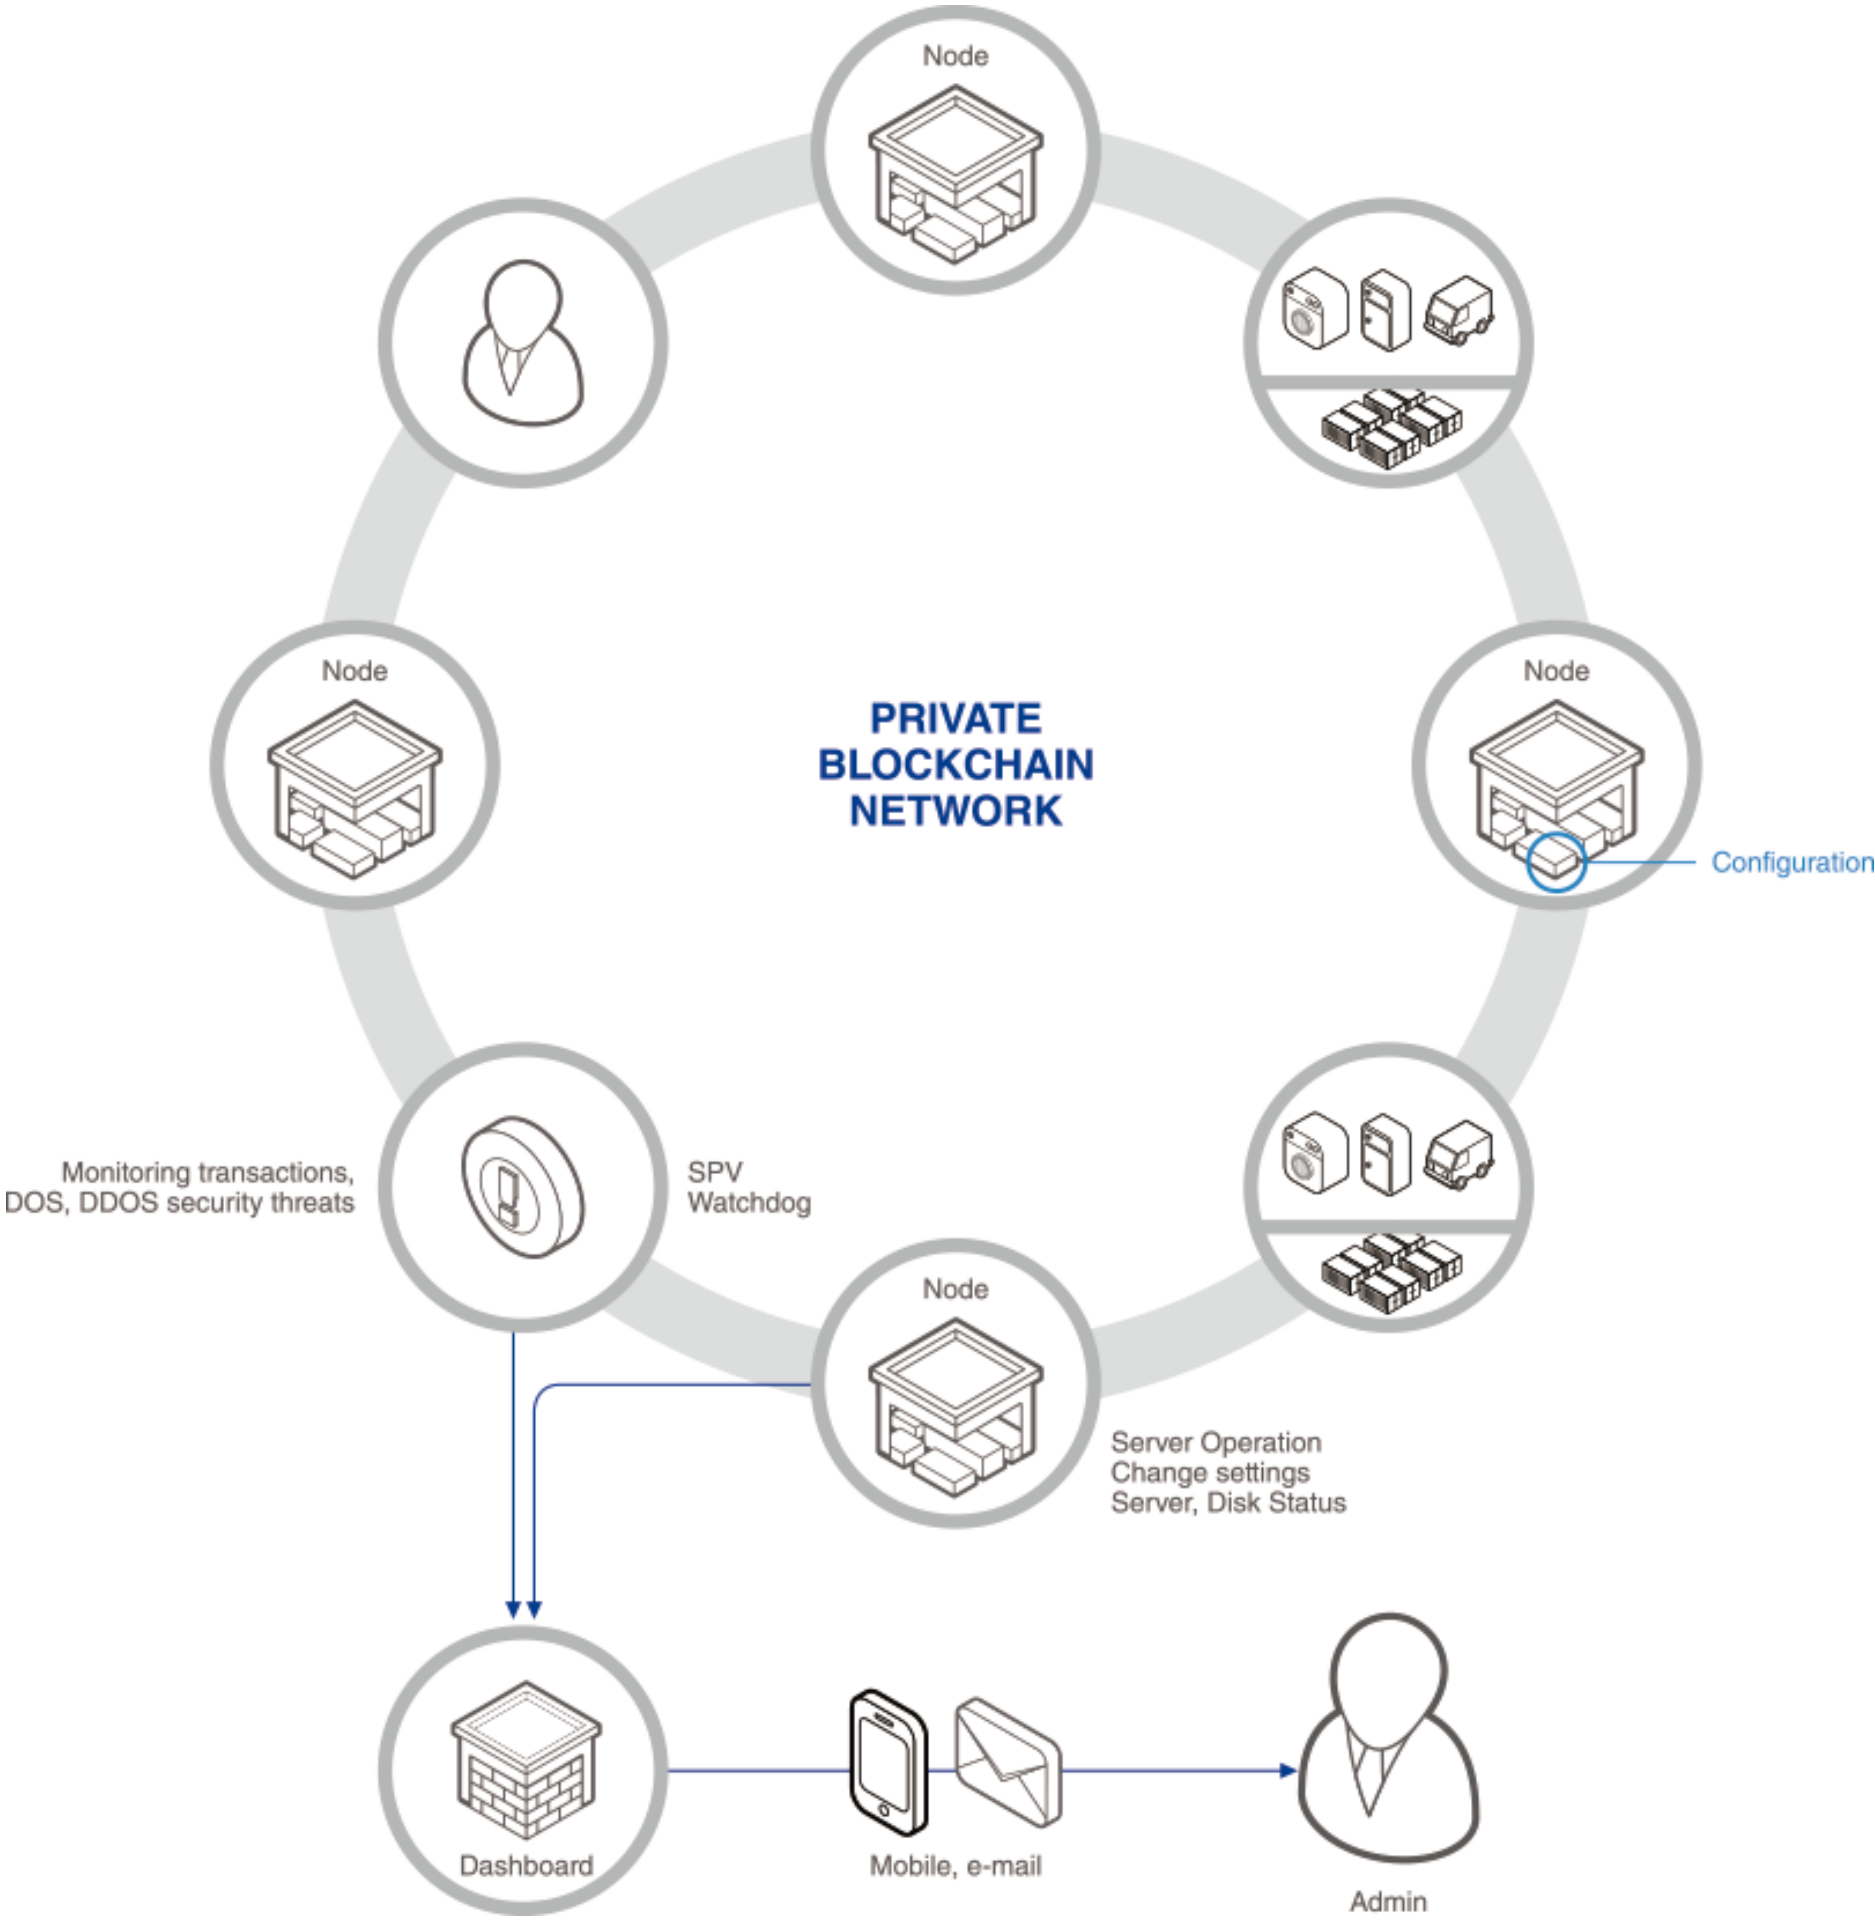 Node
Node
PRIVATE
BLOCKCHAIN
NETWORK
Node
Configuration
Monitoring transactions,
DOS, DDOS security threats
SPV
Watchdog
Node
Server Operation
Change settings
Server, Disk Status
Dashboard
Mobile, e-mail
Admin